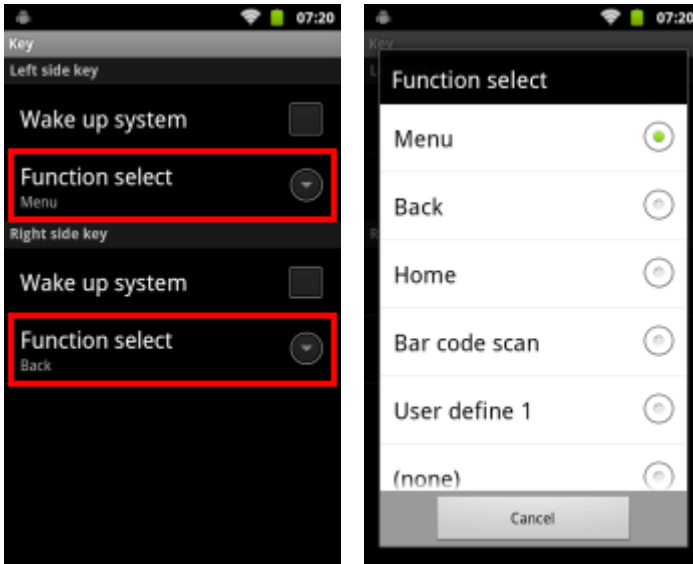 07:20
Key
Left side key
Wake up system
Function select
Menu
Right side key
Wake up system
Function select
Back
07:20
Key
Function select
Menu
Back
Home
Bar code scan
User define 1
(none)
Cancel